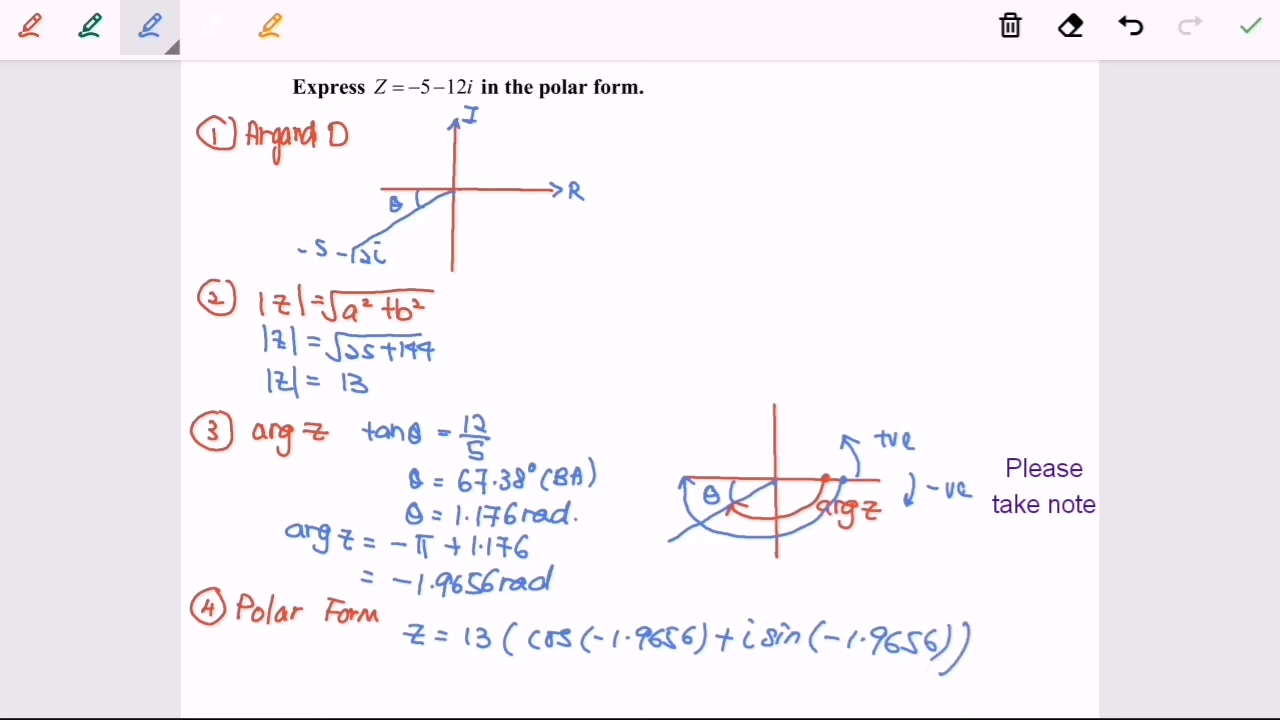 Express Z = −5−12i in the polar form.
① Argand D
I
R
θ
-5-12i
② |z| = √a² + b²
|z| = √25+144
|z| = 13
③ arg z tanθ = 12/5
θ = 67.38° (BA)
θ = 1.176 rad.
arg z = -π + 1.176
= -1.9656 rad
+ve
-ve
θ
arg z
Please
take note
④ Polar Form
z = 13 ( cos (-1.9656) + i sin (-1.9656))